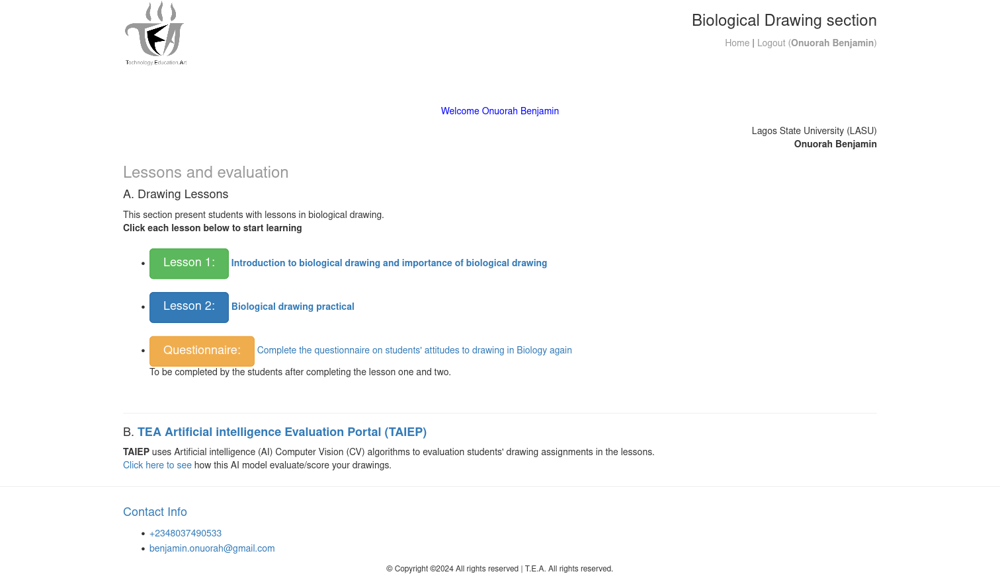 TEA
Technology.Education.Art
Biological Drawing section
Home | Logout (Onuorah Benjamin)
Welcome Onuorah Benjamin
Lagos State University (LASU)
Onuorah Benjamin
Lessons and evaluation
A. Drawing Lessons
This section present students with lessons in biological drawing.
Click each lesson below to start learning
• Lesson 1: Introduction to biological drawing and importance of biological drawing
• Lesson 2: Biological drawing practical
• Questionnaire: Complete the questionnaire on students' attitudes to drawing in Biology again
To be completed by the students after completing the lesson one and two.
B. TEA Artificial intelligence Evaluation Portal (TAIEP)
TAIEP uses Artificial intelligence (AI) Computer Vision (CV) algorithms to evaluation students' drawing assignments in the lessons.
Click here to see how this AI model evaluate/score your drawings.
Contact Info
• +2348037490533
• benjamin.onuorah@gmail.com
© Copyright ©2024 All rights reserved | T.E.A. All rights reserved.